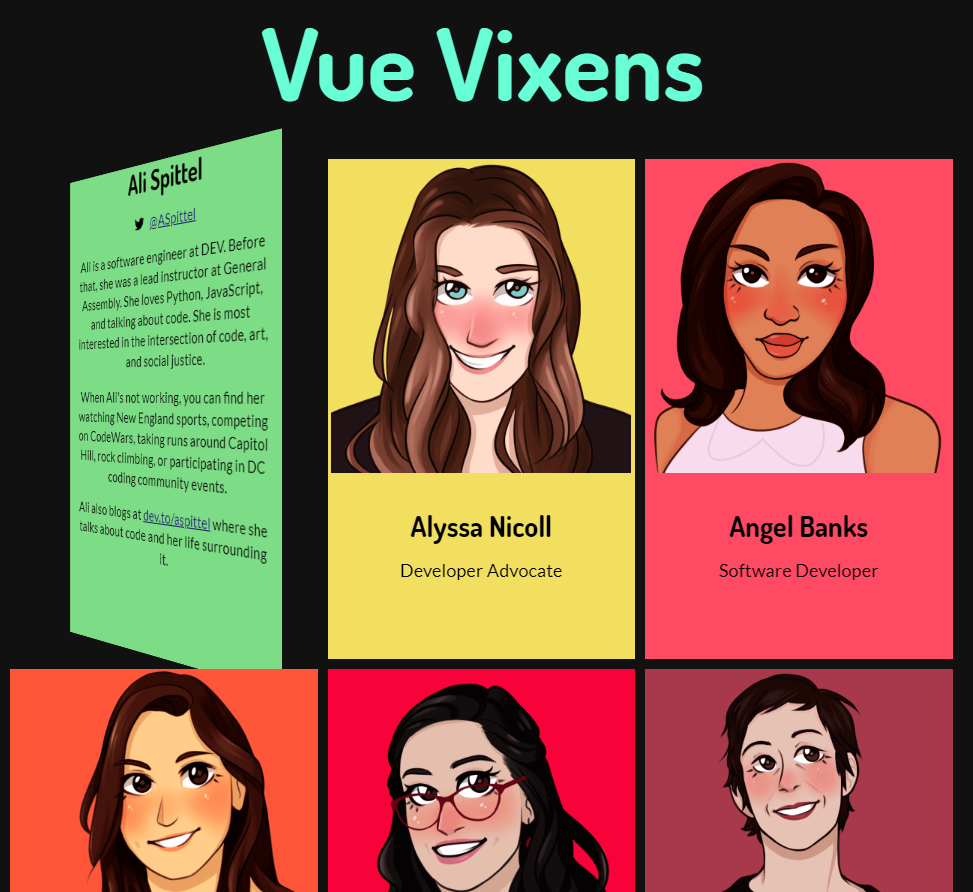 Vue Vixens
Ali Spittel
@ASpittel
Ali is a software engineer at DEV. Before
that, she was a lead instructor at General
Assembly. She loves Python, JavaScript,
and talking about code. She is most
interested in the intersection of code, art,
and social justice.
When Ali's not working, you can find her
watching New England sports, competing
on CodeWars, taking runs around Capitol
Hill, rock climbing, or participating in DC
coding community events.
Ali also blogs at dev.to/aspittel where she
talks about code and her life surrounding
it.
Alyssa Nicoll
Developer Advocate
Angel Banks
Software Developer